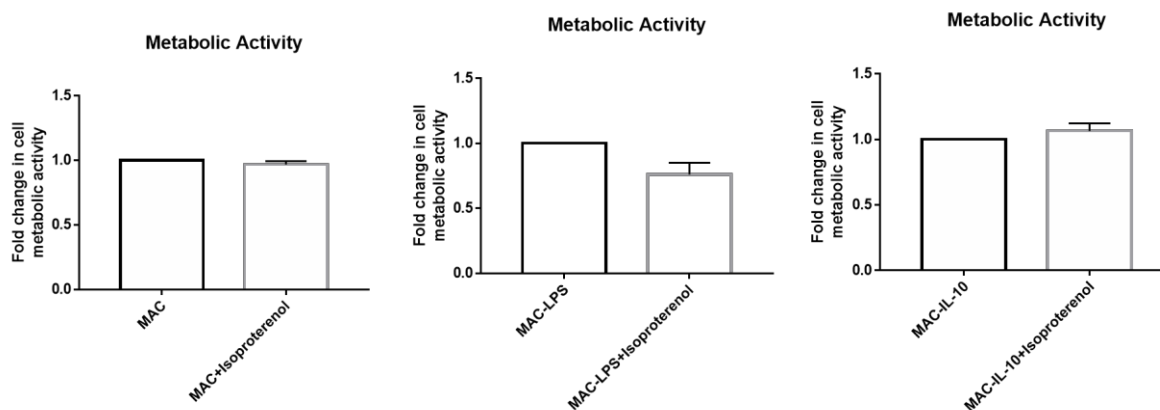 Metabolic Activity
Fold change in cell
metabolic activity
1.5
1.0
0.5
0.0
MAC
MAC+Isoproterenol
Metabolic Activity
Fold change in cell
metabolic activity
1.5
1.0
0.5
0.0
MAC-LPS
MAC-LPS+Isoproterenol
Metabolic Activity
Fold change in cell
metabolic activity
1.5
1.0
0.5
0.0
MAC-IL-10
MAC-IL-10+Isoproterenol